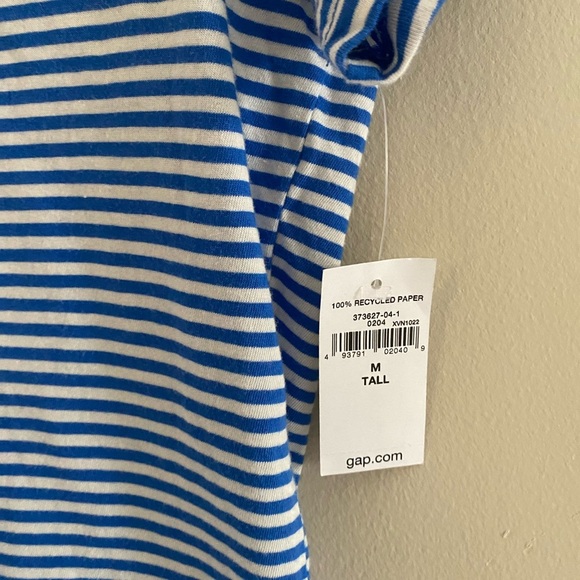 100% RECYCLED PAPER
373627-04-1
0204 XVN1022
4 93791 02040 9
M
TALL
gap.com